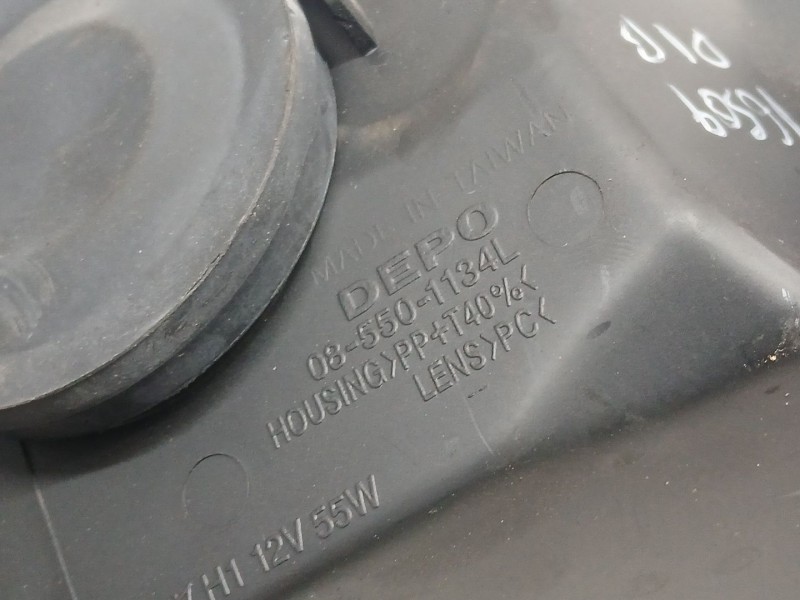 MADE IN TAIWAN
DEPO
08-550-1134L
HOUSING>PP+T40%<
LENS>PC<
H1 12V 55W